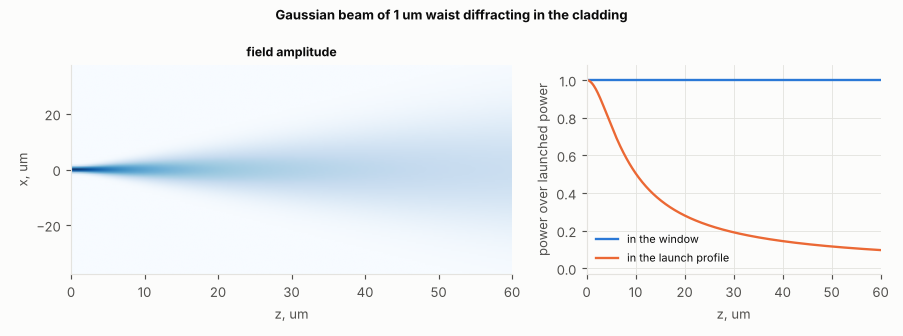 Gaussian beam of 1 um waist diffracting in the cladding
field amplitude
x, um
20
0
−20
0
10
20
30
40
50
60
z, um
power over launched power
1.0
0.8
0.6
0.4
0.2
0.0
in the window
in the launch profile
0
10
20
30
40
50
60
z, um